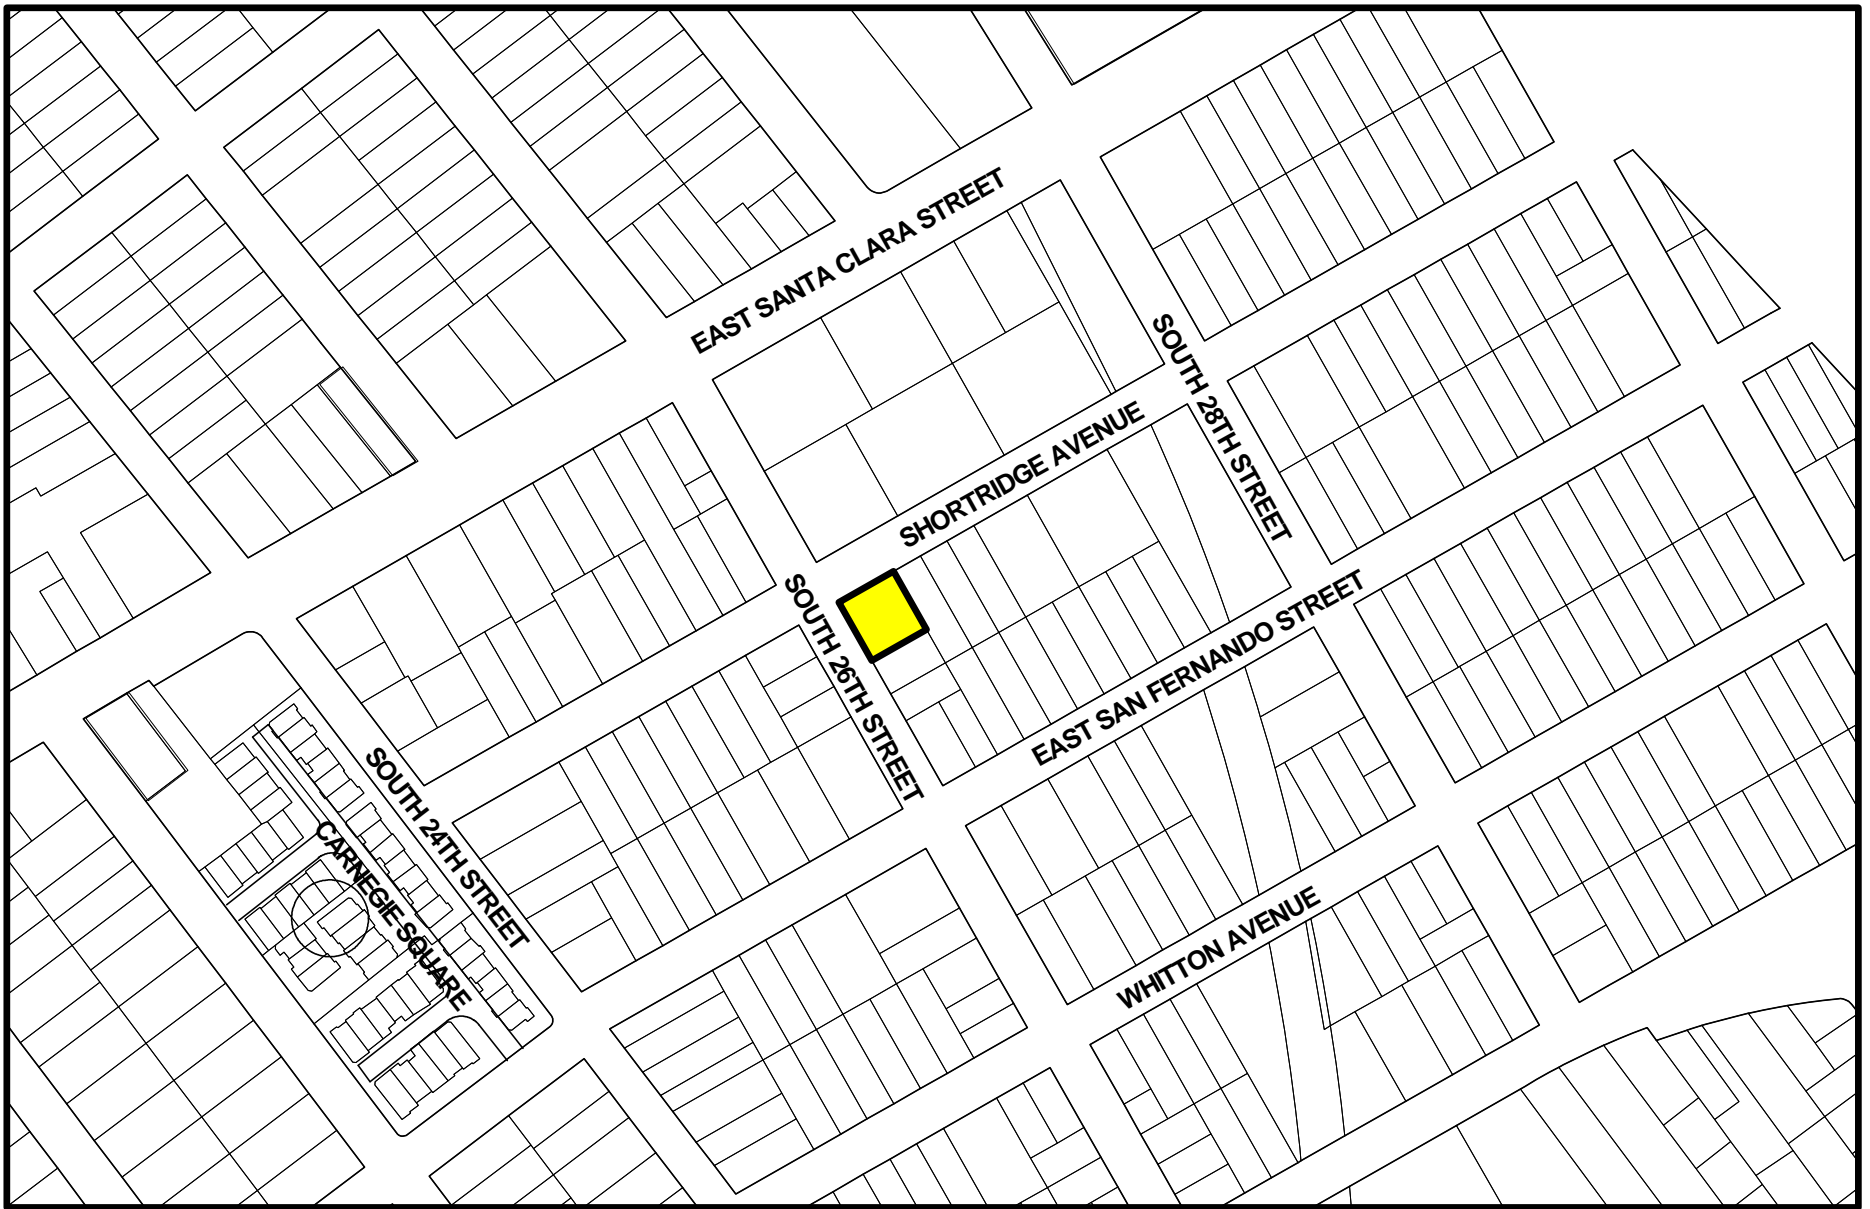 EAST SANTA CLARA STREET
SOUTH 28TH STREET
SHORTRIDGE AVENUE
SOUTH 26TH STREET
EAST SAN FERNANDO STREET
SOUTH 24TH STREET
CARNEGIE SQUARE
WHITTON AVENUE